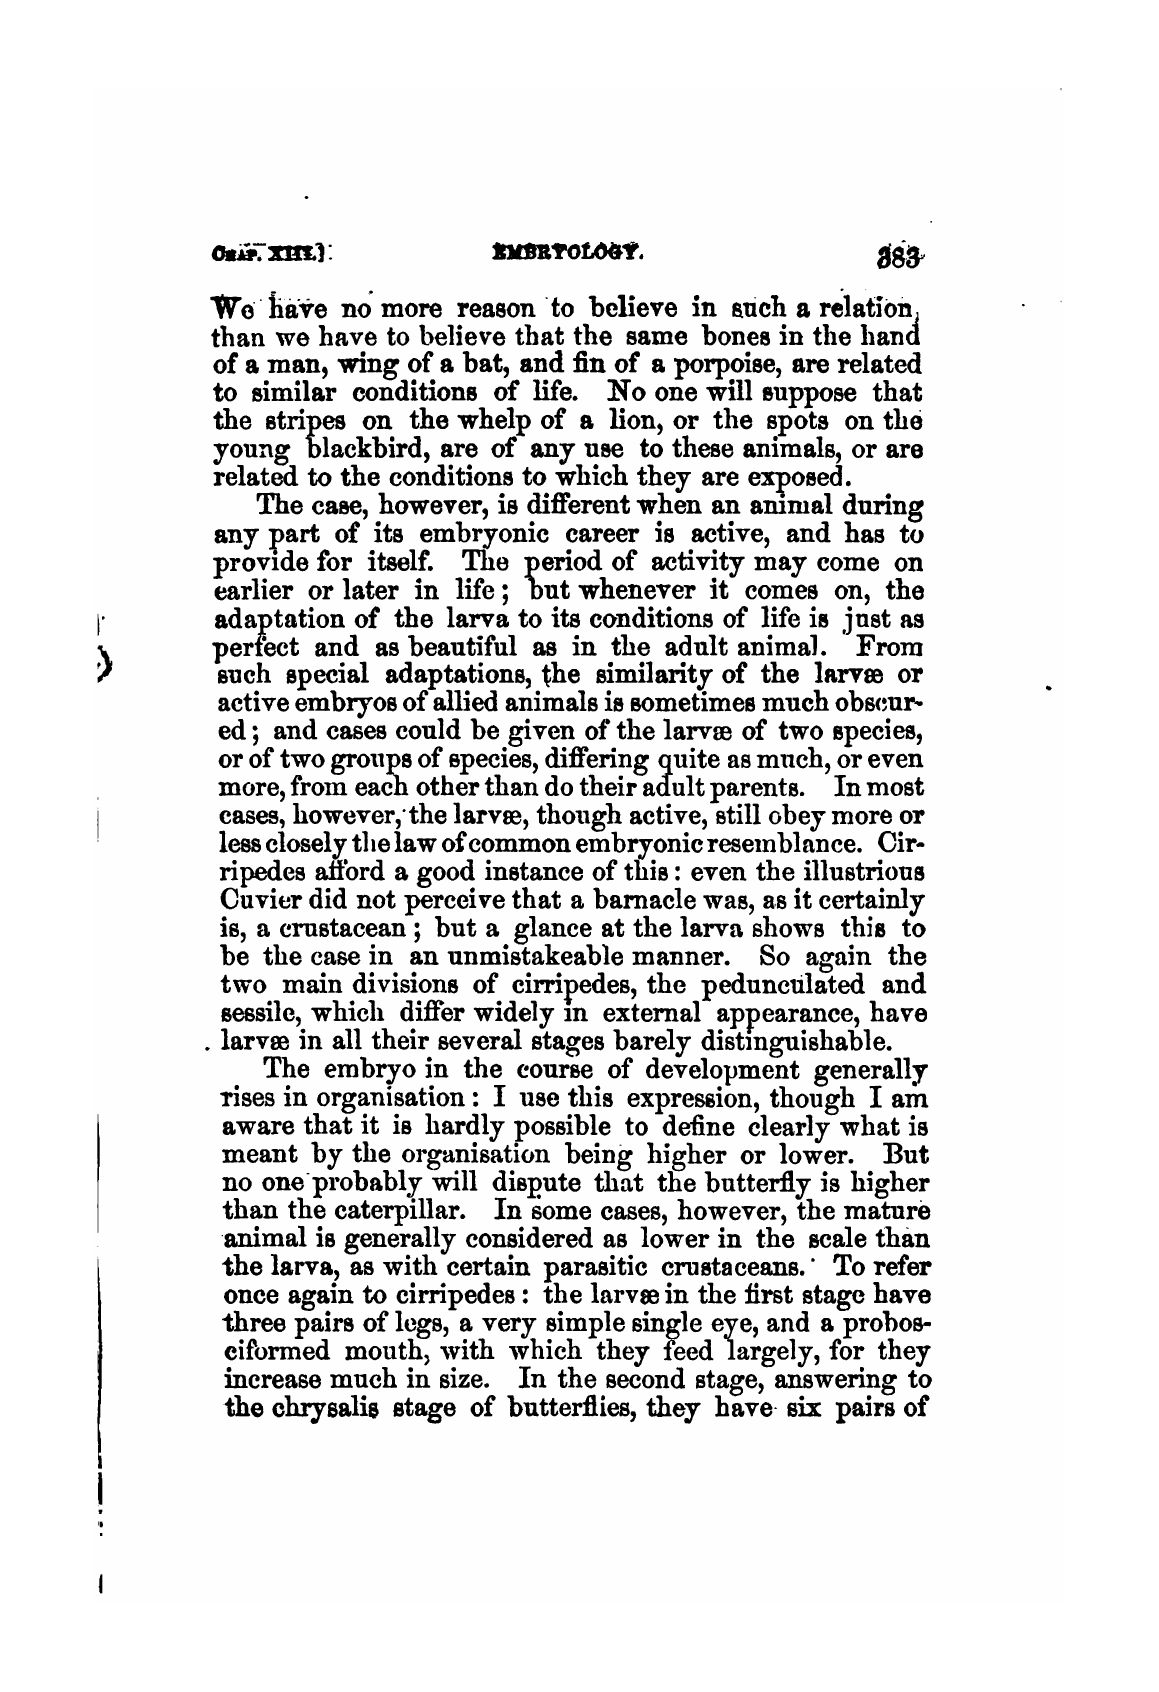 CHAP. XIII.] EMBRYOLOGY. 383
We have no more reason to believe in such a relation,
than we have to believe that the same bones in the hand
of a man, wing of a bat, and fin of a porpoise, are related
to similar conditions of life. No one will suppose that
the stripes on the whelp of a lion, or the spots on the
young blackbird, are of any use to these animals, or are
related to the conditions to which they are exposed.
The case, however, is different when an animal during
any part of its embryonic career is active, and has to
provide for itself. The period of activity may come on
earlier or later in life; but whenever it comes on, the
adaptation of the larva to its conditions of life is just as
perfect and as beautiful as in the adult animal. From
such special adaptations, the similarity of the larvæ or
active embryos of allied animals is sometimes much obscur-
ed; and cases could be given of the larvæ of two species,
or of two groups of species, differing quite as much, or even
more, from each other than do their adult parents. In most
cases, however, the larvæ, though active, still obey more or
less closely the law of common embryonic resemblance. Cir-
ripedes afford a good instance of this: even the illustrious
Cuvier did not perceive that a barnacle was, as it certainly
is, a crustacean; but a glance at the larva shows this to
be the case in an unmistakeable manner. So again the
two main divisions of cirripedes, the pedunculated and
sessile, which differ widely in external appearance, have
larvæ in all their several stages barely distinguishable.
The embryo in the course of development generally
rises in organisation: I use this expression, though I am
aware that it is hardly possible to define clearly what is
meant by the organisation being higher or lower. But
no one probably will dispute that the butterfly is higher
than the caterpillar. In some cases, however, the mature
animal is generally considered as lower in the scale than
the larva, as with certain parasitic crustaceans. To refer
once again to cirripedes: the larvæ in the first stage have
three pairs of legs, a very simple single eye, and a probos-
ciformed mouth, with which they feed largely, for they
increase much in size. In the second stage, answering to
the chrysalis stage of butterflies, they have six pairs of